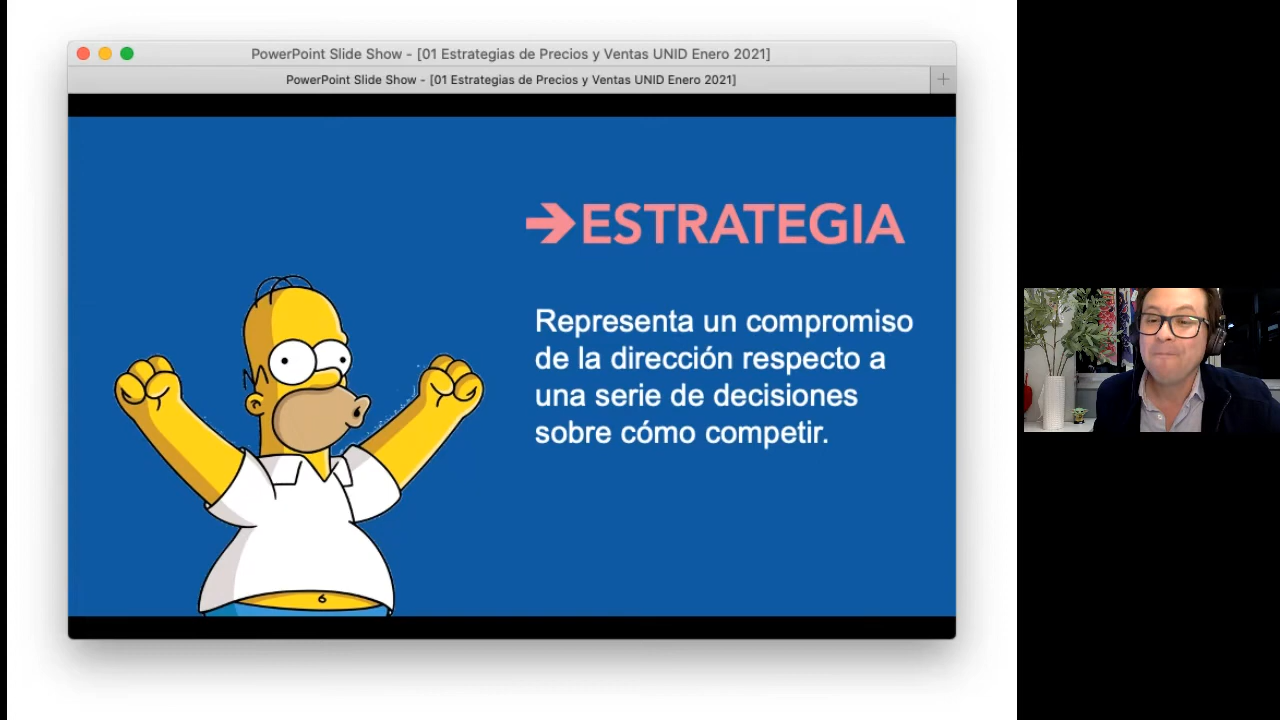 PowerPoint Slide Show - [01 Estrategias de Precios y Ventas UNID Enero 2021]
PowerPoint Slide Show - [01 Estrategias de Precios y Ventas UNID Enero 2021]
ESTRATEGIA
Representa un compromiso
de la dirección respecto a
una serie de decisiones
sobre cómo competir.